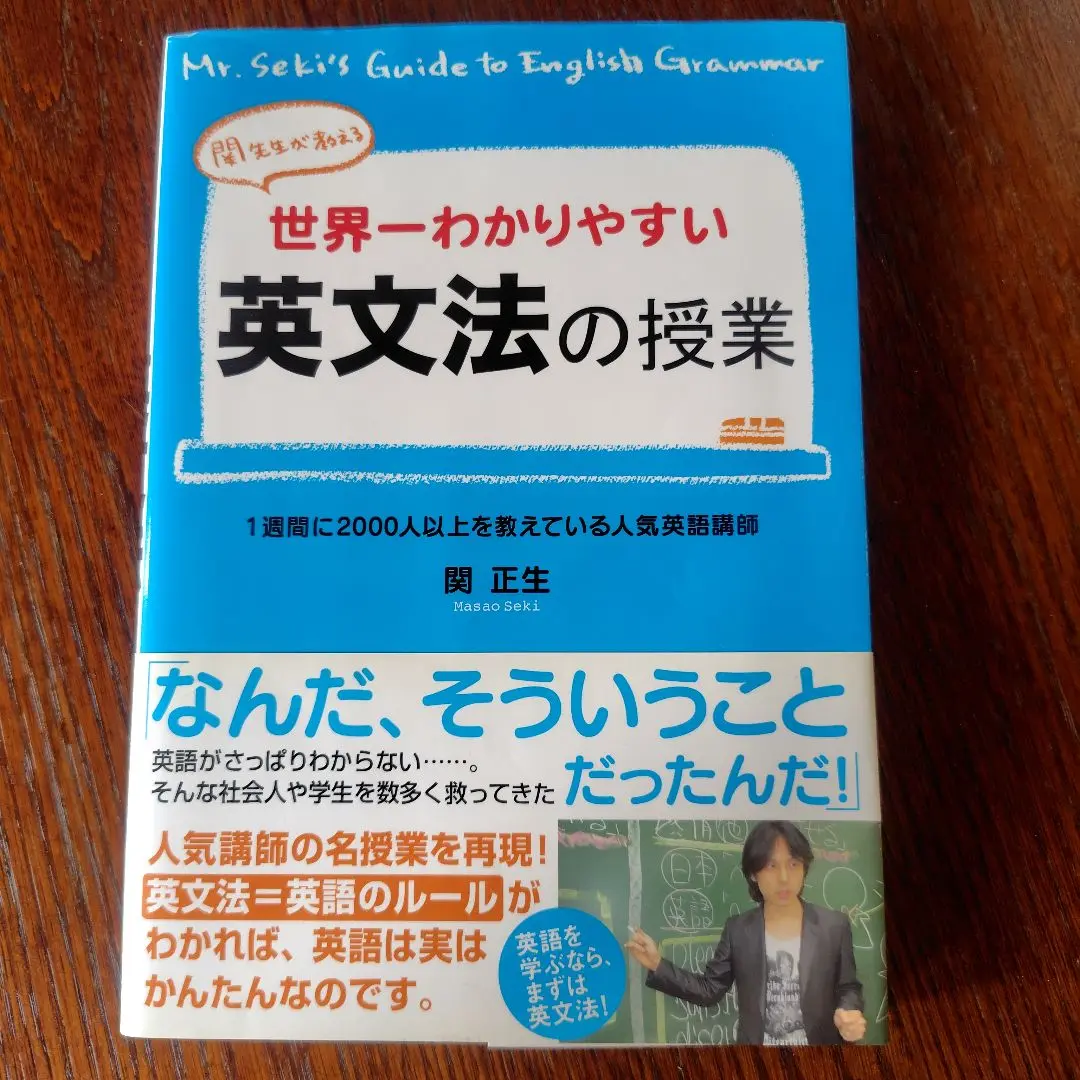 Mr. Seki's Guide to English Grammar
関先生が教える
世界一わかりやすい
英文法の授業
1週間に2000人以上を教えている人気英語講師
関 正生
Masao Seki
「なんだ、そういうこと
だったんだ!」
英語がさっぱりわからない……。
そんな社会人や学生を数多く救ってきた
人気講師の名授業を再現!
英文法=英語のルールが
わかれば、英語は実は
かんたんなのです。
英語を
学ぶなら、
まずは
英文法!
日本
英語